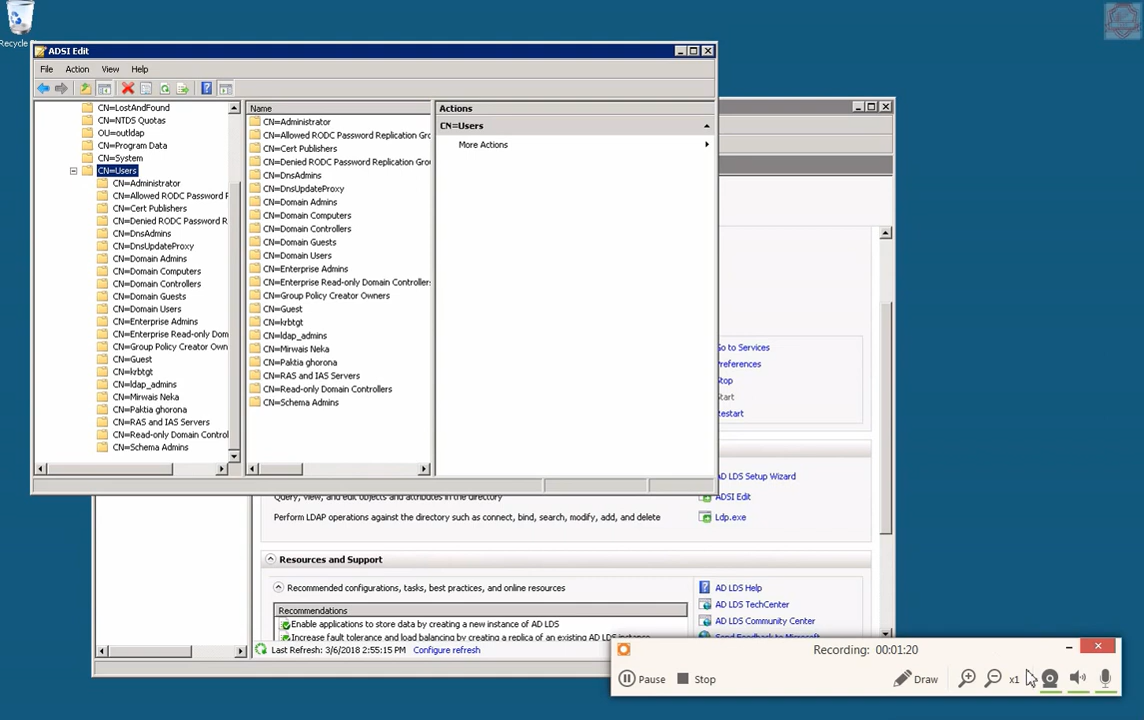 Recycle
ADSI Edit
File Action View Help
CN=LostAndFound
CN=NTDS Quotas
OU=outldap
CN=Program Data
CN=System
CN=Users
CN=Administrator
CN=Allowed RODC Password R
CN=Cert Publishers
CN=Denied RODC Password R
CN=DnsAdmins
CN=DnsUpdateProxy
CN=Domain Admins
CN=Domain Computers
CN=Domain Controllers
CN=Domain Guests
CN=Domain Users
CN=Enterprise Admins
CN=Enterprise Read-only Dom
CN=Group Policy Creator Own
CN=Guest
CN=krbtgt
CN=ldap_admins
CN=Mirwais Neka
CN=Paktia ghorona
CN=RAS and IAS Servers
CN=Read-only Domain Control
CN=Schema Admins
Name
CN=Administrator
CN=Allowed RODC Password Replication Gro
CN=Cert Publishers
CN=Denied RODC Password Replication Grou
CN=DnsAdmins
CN=DnsUpdateProxy
CN=Domain Admins
CN=Domain Computers
CN=Domain Controllers
CN=Domain Guests
CN=Domain Users
CN=Enterprise Admins
CN=Enterprise Read-only Domain Controllers
CN=Group Policy Creator Owners
CN=Guest
CN=krbtgt
CN=ldap_admins
CN=Mirwais Neka
CN=Paktia ghorona
CN=RAS and IAS Servers
CN=Read-only Domain Controllers
CN=Schema Admins
Actions
CN=Users
More Actions
Go to Services
Preferences
Stop
Start
Restart
AD LDS Setup Wizard
Query, view, and edit objects and attributes in the directory ADSI Edit
Perform LDAP operations against the directory such as connect, bind, search, modify, add, and delete Ldp.exe
Resources and Support
Recommended configurations, tasks, best practices, and online resources
Recommendations
Enable applications to store data by creating a new instance of AD LDS
Increase fault tolerance and load balancing by creating a replica of an existing AD LDS instance
AD LDS Help
AD LDS TechCenter
AD LDS Community Center
Send Feedback to Microsoft
Last Refresh: 3/6/2018 2:55:15 PM Configure refresh
Recording: 00:01:20
Pause Stop Draw x1